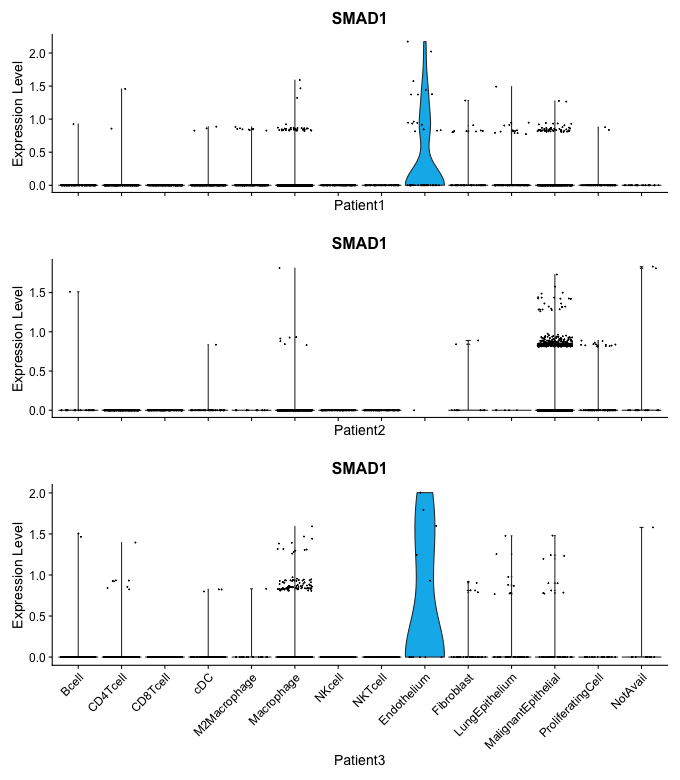 SMAD1
Expression Level
2.0
1.5
1.0
0.5
0.0
Patient1
SMAD1
Expression Level
1.5
1.0
0.5
0.0
Patient2
SMAD1
Expression Level
2.0
1.5
1.0
0.5
0.0
Bcell
CD4Tcell
CD8Tcell
cDC
M2Macrophage
Macrophage
NKcell
NKTcell
Endothelium
Fibroblast
LungEpithelium
MalignantEpithelial
ProliferatingCell
NotAvail
Patient3